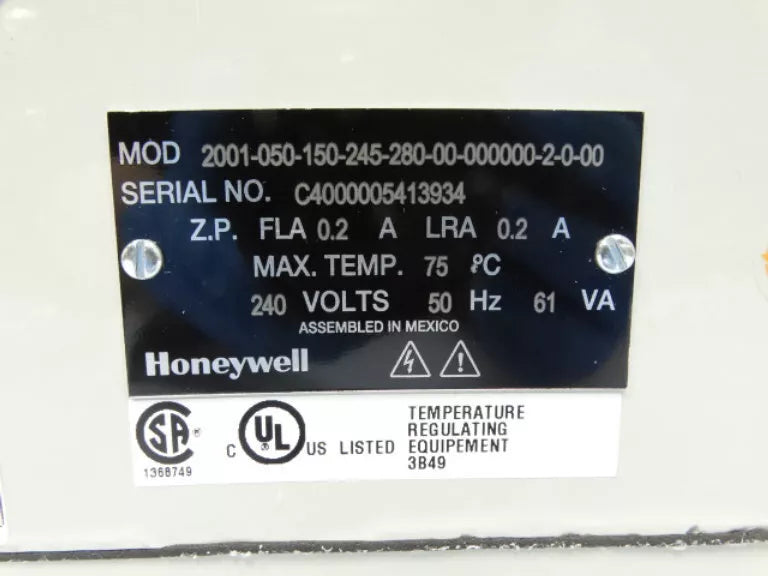 MOD 2001-050-150-245-280-00-000000-2-0-00
SERIAL NO. C4000005413934
Z.P. FLA 0.2 A LRA 0.2 A
MAX. TEMP. 75 °C
240 VOLTS 50 Hz 61 VA
ASSEMBLED IN MEXICO
Honeywell
SA ®
1368749
C UL US LISTED
TEMPERATURE
REGULATING
EQUIPEMENT
3B49